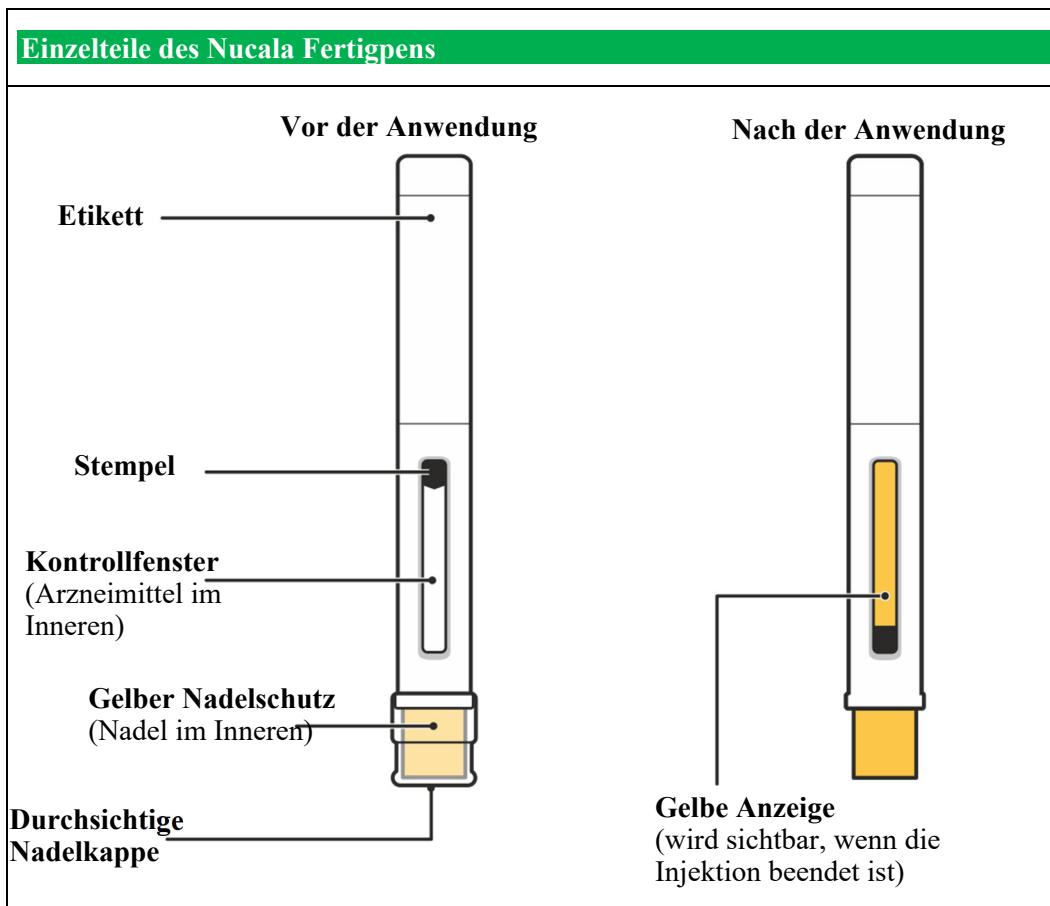 Einzelteile des Nucala Fertigpens
Vor der Anwendung
Etikett
Stempel
Kontrollfenster
(Arzneimittel im
Inneren)
Gelber Nadelschutz
(Nadel im Inneren)
Durchsichtige
Nadelkappe
Nach der Anwendung
Gelbe Anzeige
(wird sichtbar, wenn die
Injektion beendet ist)